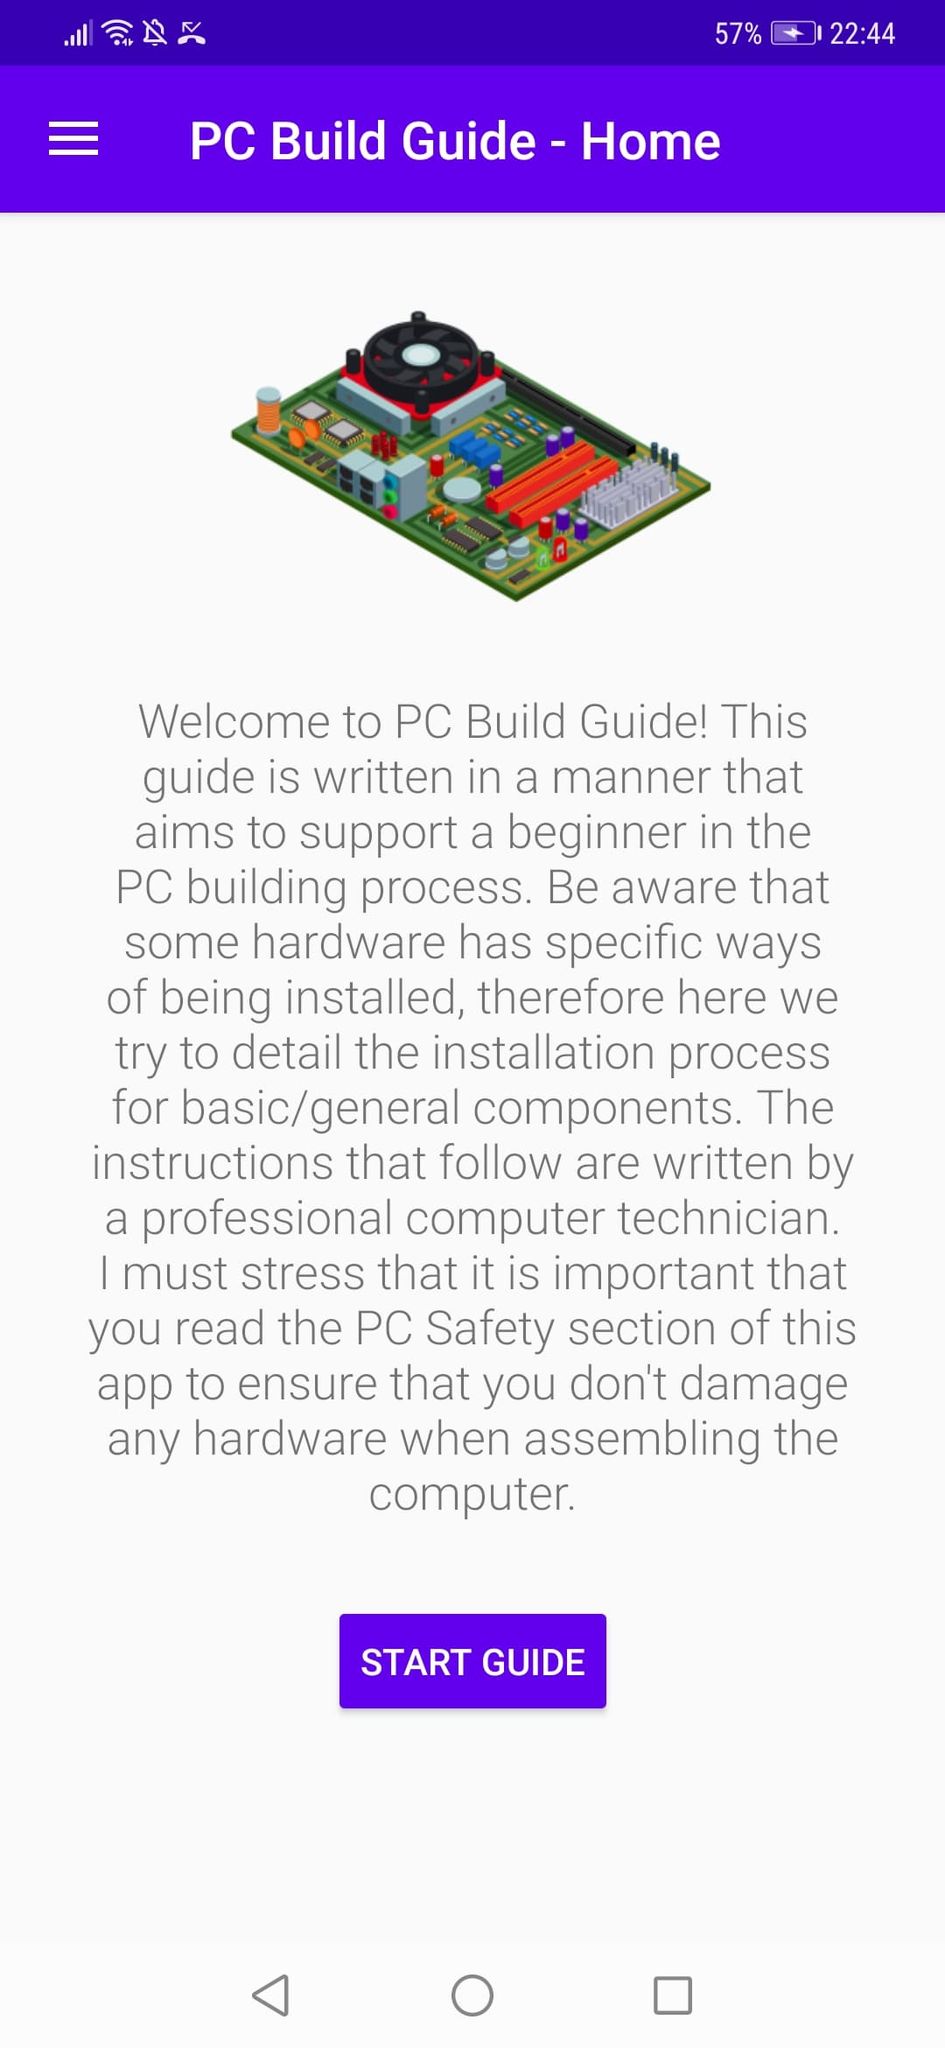 57% 22:44
PC Build Guide - Home
Welcome to PC Build Guide! This
guide is written in a manner that
aims to support a beginner in the
PC building process. Be aware that
some hardware has specific ways
of being installed, therefore here we
try to detail the installation process
for basic/general components. The
instructions that follow are written by
a professional computer technician.
I must stress that it is important that
you read the PC Safety section of this
app to ensure that you don't damage
any hardware when assembling the
computer.
START GUIDE